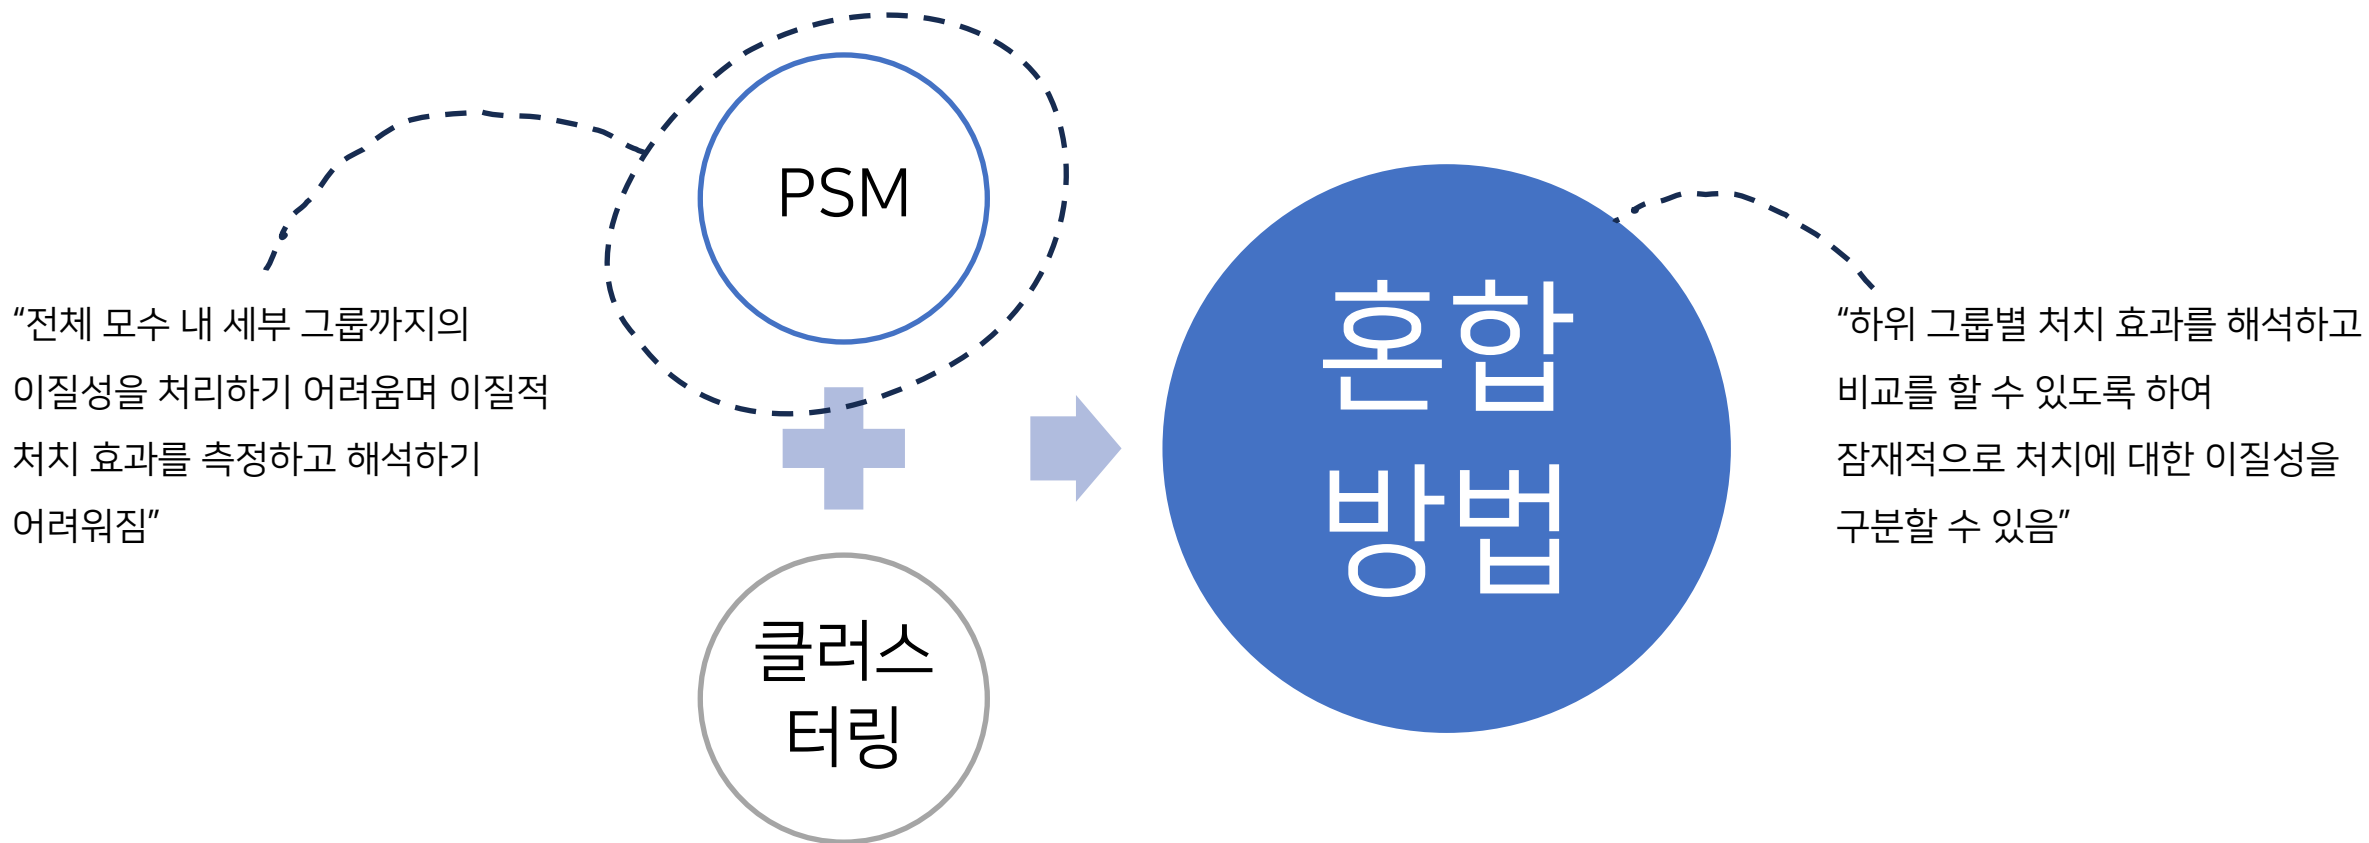 PSM
“전체 모수 내 세부 그룹까지의
이질성을 처리하기 어려움며 이질적
처치 효과를 측정하고 해석하기
어려워짐”
클러스
터링
혼합
방법
“하위 그룹별 처치 효과를 해석하고
비교를 할 수 있도록 하여
잠재적으로 처치에 대한 이질성을
구분할 수 있음”